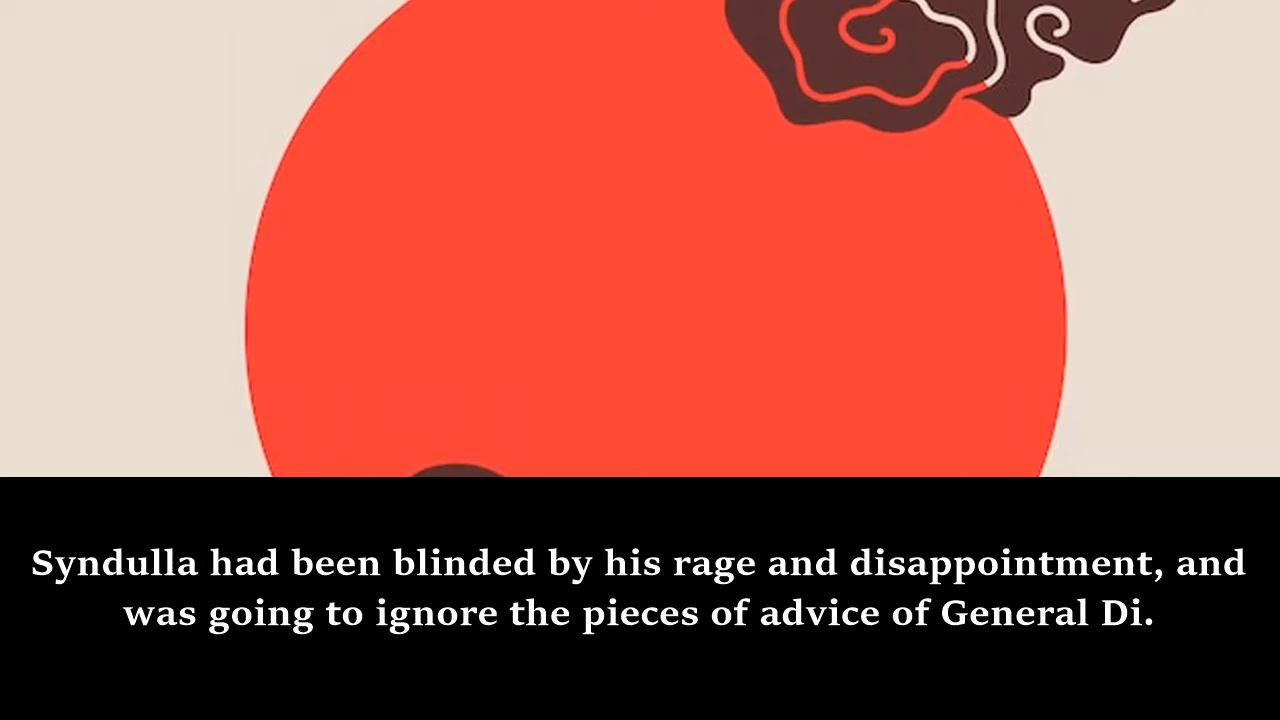 Syndulla had been blinded by his rage and disappointment, and
was going to ignore the pieces of advice of General Di.